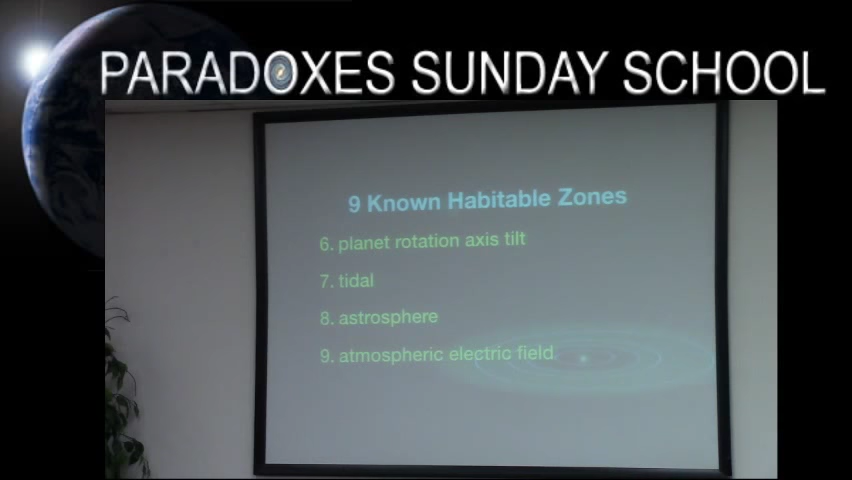 PARADOXES SUNDAY SCHOOL
9 Known Habitable Zones
6. planet rotation axis tilt
7. tidal
8. astrosphere
9. atmospheric electric field